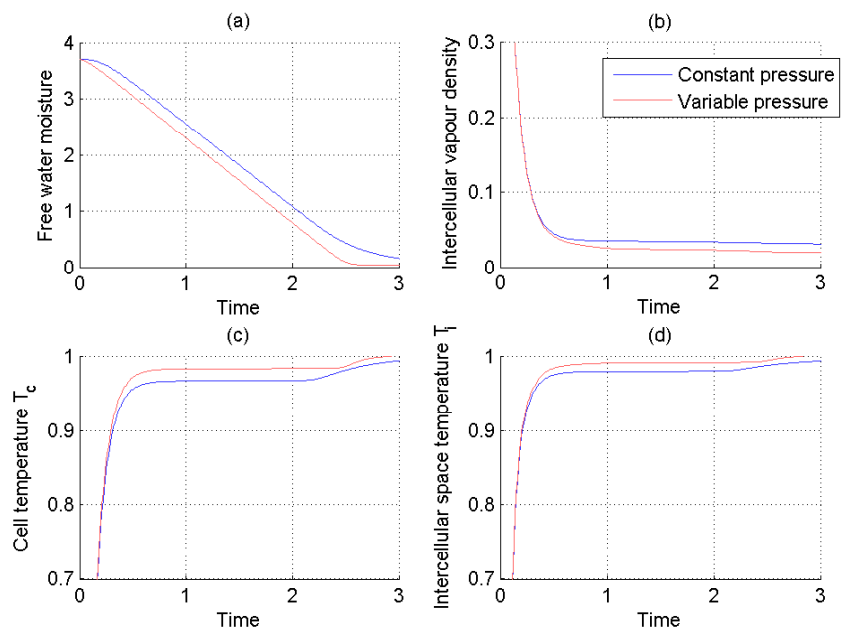 (a)
4
3
2
1
0
Free water moisture
0
1
2
3
Time
(b)
0.3
0.2
0.1
0
Intercellular vapour density
Constant pressure
Variable pressure
0
1
2
3
Time
(c)
1
0.9
0.8
0.7
Cell temperature T_c
0
1
2
3
Time
(d)
1
0.9
0.8
0.7
Intercellular space temperature T_i
0
1
2
3
Time